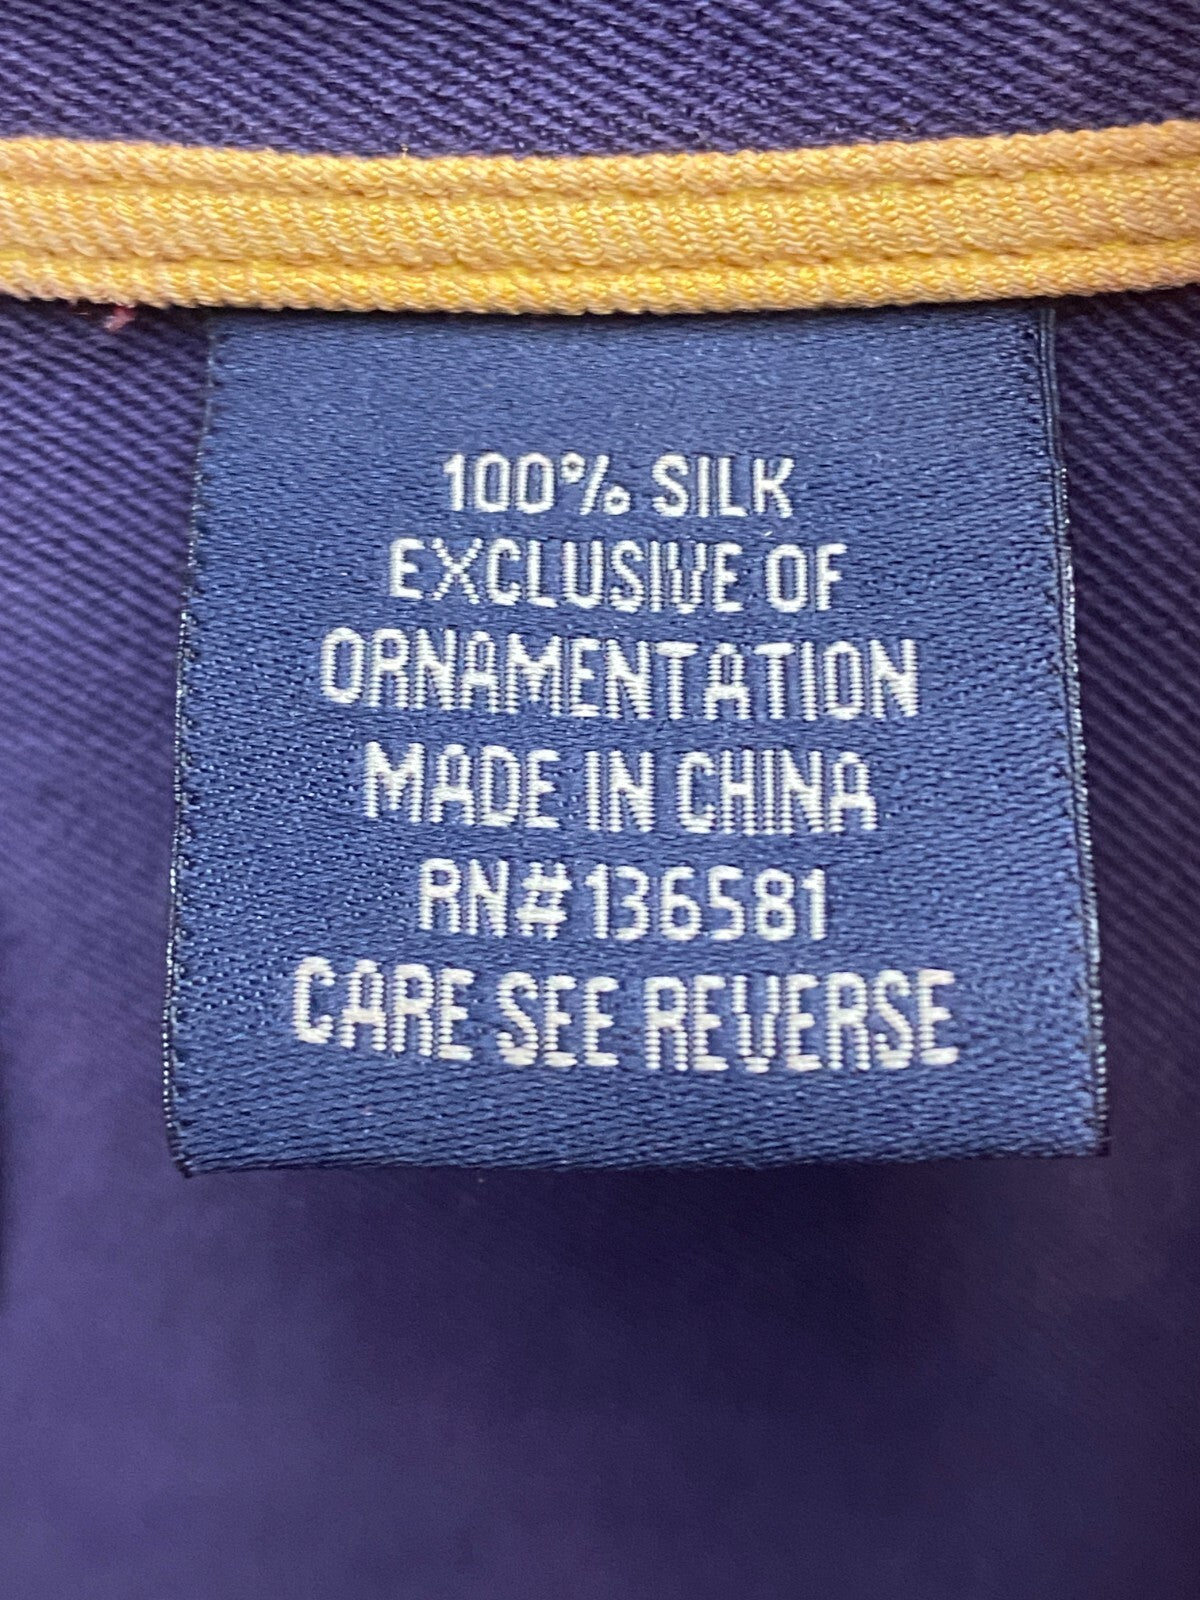 100% SILK
EXCLUSIVE OF
ORNAMENTATION
MADE IN CHINA
RN#136581
CARE SEE REVERSE